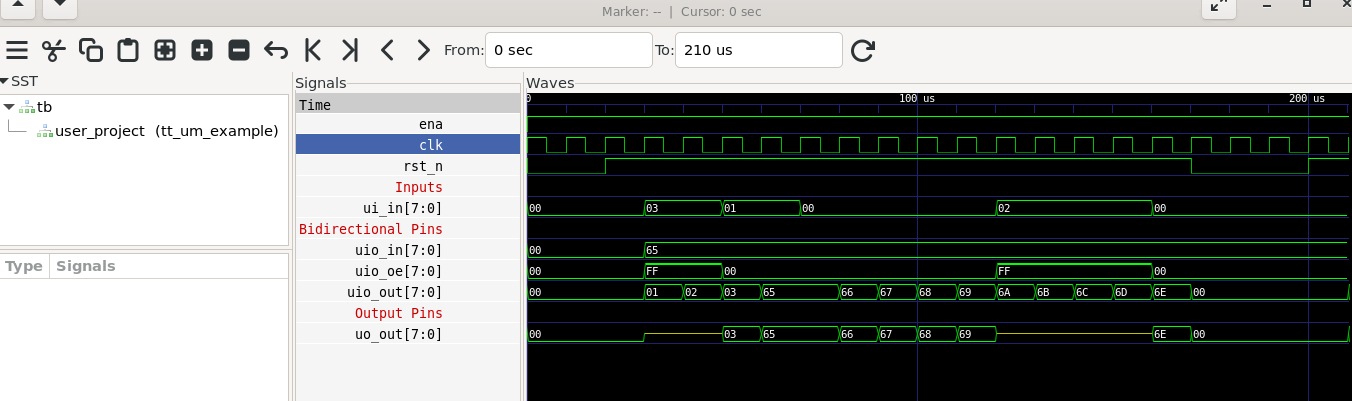 Marker: -- | Cursor: 0 sec
From: 0 sec To: 210 us
SST
tb
user_project (tt_um_example)
Type Signals
Signals
Time
ena
clk
rst_n
Inputs
ui_in[7:0]
Bidirectional Pins
uio_in[7:0]
uio_oe[7:0]
uio_out[7:0]
Output Pins
uo_out[7:0]
Waves
0 100 us 200 us
00 03 01 00 02 00
00 65
00 FF 00 FF 00
00 01 02 03 65 66 67 68 69 6A 6B 6C 6D 6E 00
00 03 65 66 67 68 69 6E 00